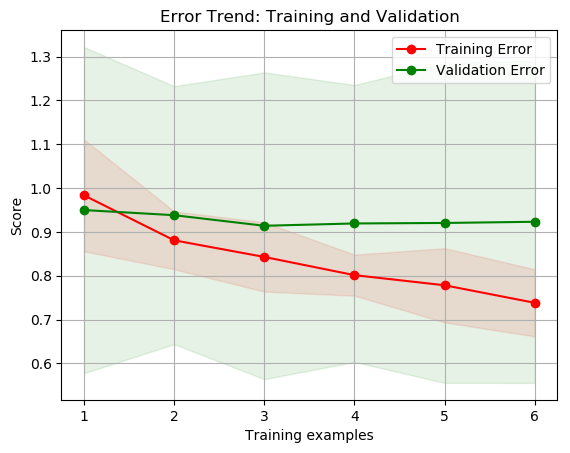 Error Trend: Training and Validation
Training Error
Validation Error
1.3
1.2
1.1
1.0
0.9
0.8
0.7
0.6
Score
1 2 3 4 5 6
Training examples